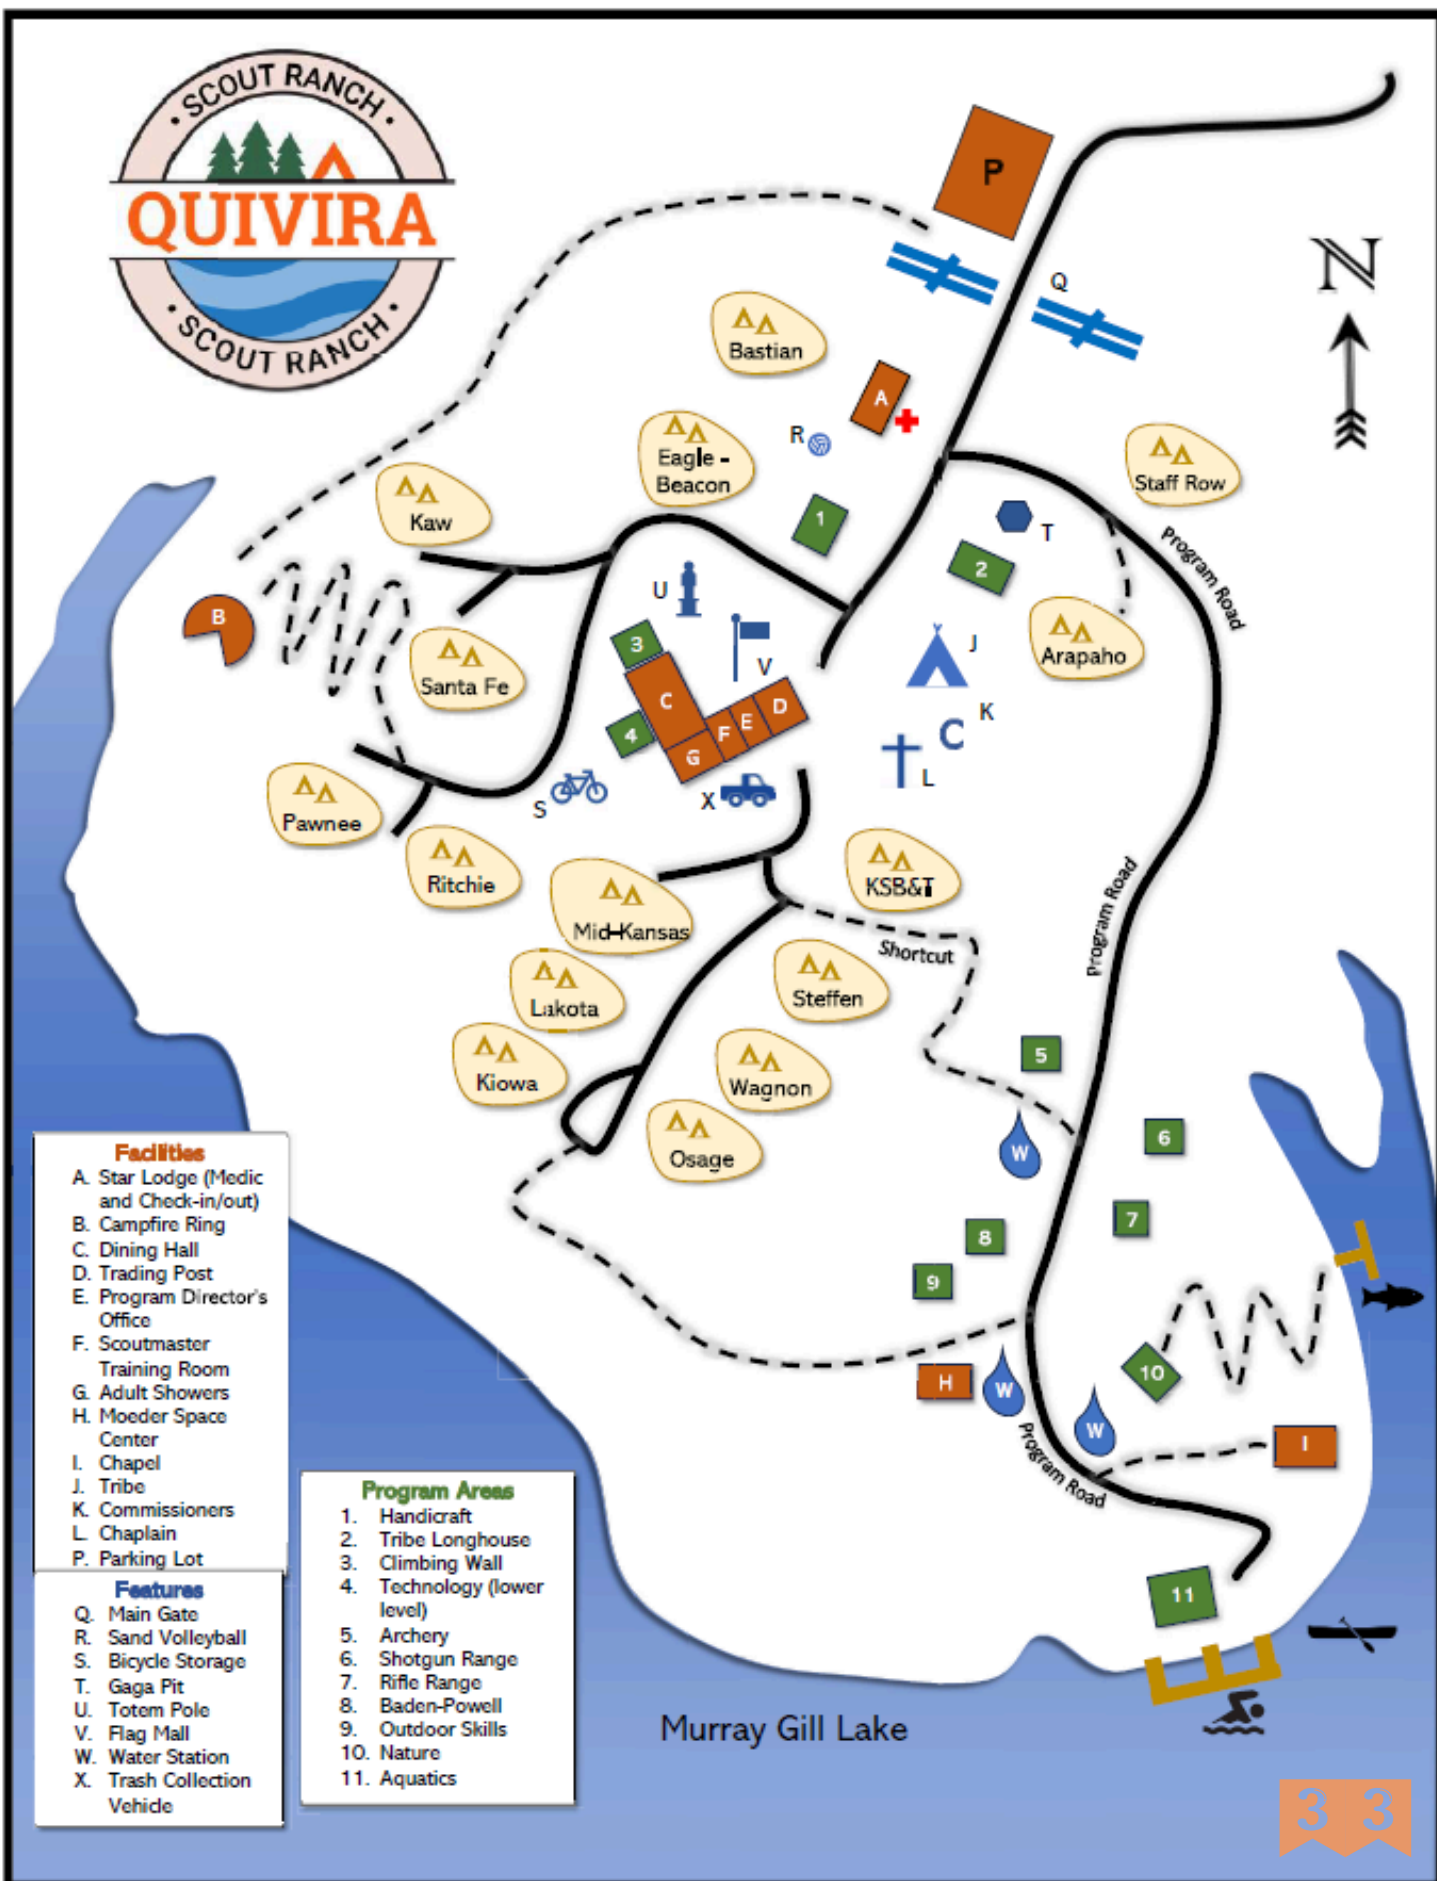 • SCOUT RANCH •
QUIVIRA
• SCOUT RANCH •
P
Q
N
Bastian
A
R
Eagle -
Beacon
Staff Row
Kaw
1
T
2
Program Road
B
U
3
V
J
Arapaho
Santa Fe
C
D
E
F
K
C
4
G
L
S
X
Pawnee
Ritchie
KSB&T
Mid-Kansas
Shortcut
Program Road
Lakota
Steffen
5
Kiowa
Wagnon
W
6
Osage
7
8
9
H
W
10
W
I
Program Road
11
Murray Gill Lake
Facilities
A. Star Lodge (Medic
and Check-in/out)
B. Campfire Ring
C. Dining Hall
D. Trading Post
E. Program Director's
Office
F. Scoutmaster
Training Room
G. Adult Showers
H. Moeder Space
Center
I. Chapel
J. Tribe
K. Commissioners
L. Chaplain
P. Parking Lot
Features
Q. Main Gate
R. Sand Volleyball
S. Bicycle Storage
T. Gaga Pit
U. Totem Pole
V. Flag Mall
W. Water Station
X. Trash Collection
Vehicle
Program Areas
1. Handicraft
2. Tribe Longhouse
3. Climbing Wall
4. Technology (lower
level)
5. Archery
6. Shotgun Range
7. Rifle Range
8. Baden-Powell
9. Outdoor Skills
10. Nature
11. Aquatics
3 3